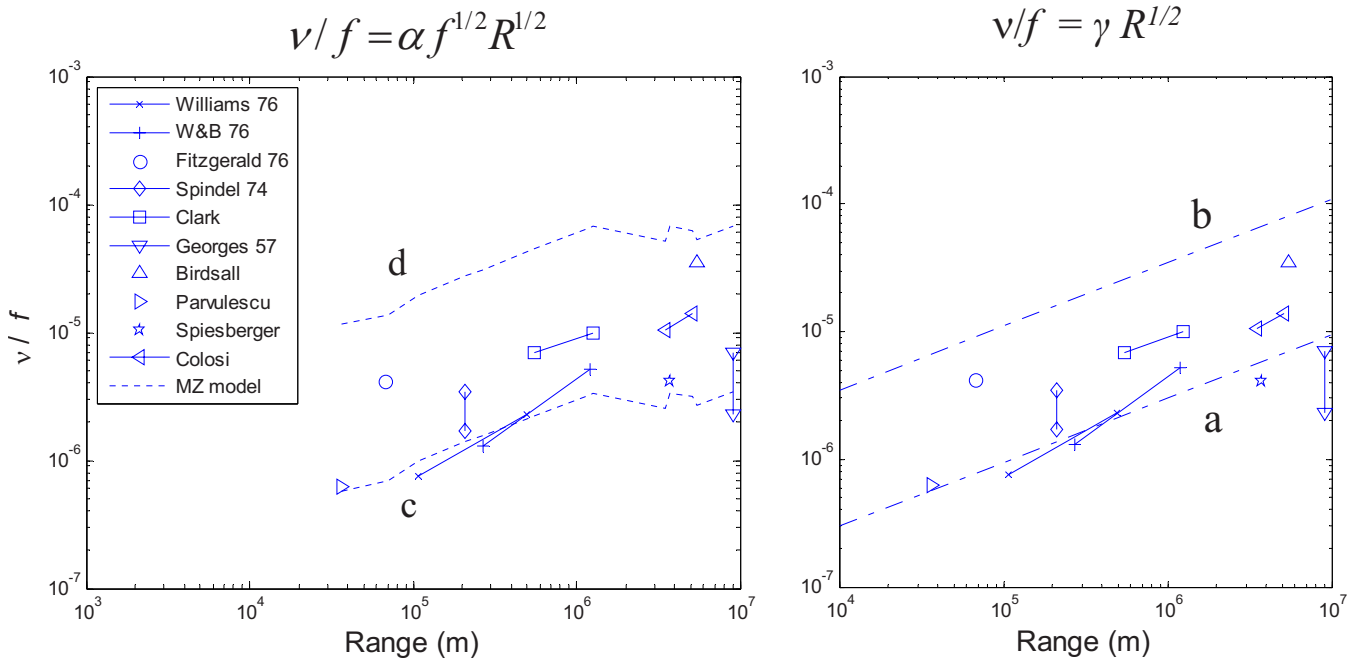 ν / f = α f^{1/2} R^{1/2}
ν/f = γ R^{1/2}
10^{-3}
10^{-4}
10^{-5}
10^{-6}
10^{-7}
ν / f
Williams 76
W&B 76
Fitzgerald 76
Spindel 74
Clark
Georges 57
Birdsall
Parvulescu
Spiesberger
Colosi
MZ model
d
c
10^3
10^4
10^5
10^6
10^7
Range (m)
10^{-3}
10^{-4}
10^{-5}
10^{-6}
10^{-7}
b
a
10^4
10^5
10^6
10^7
Range (m)